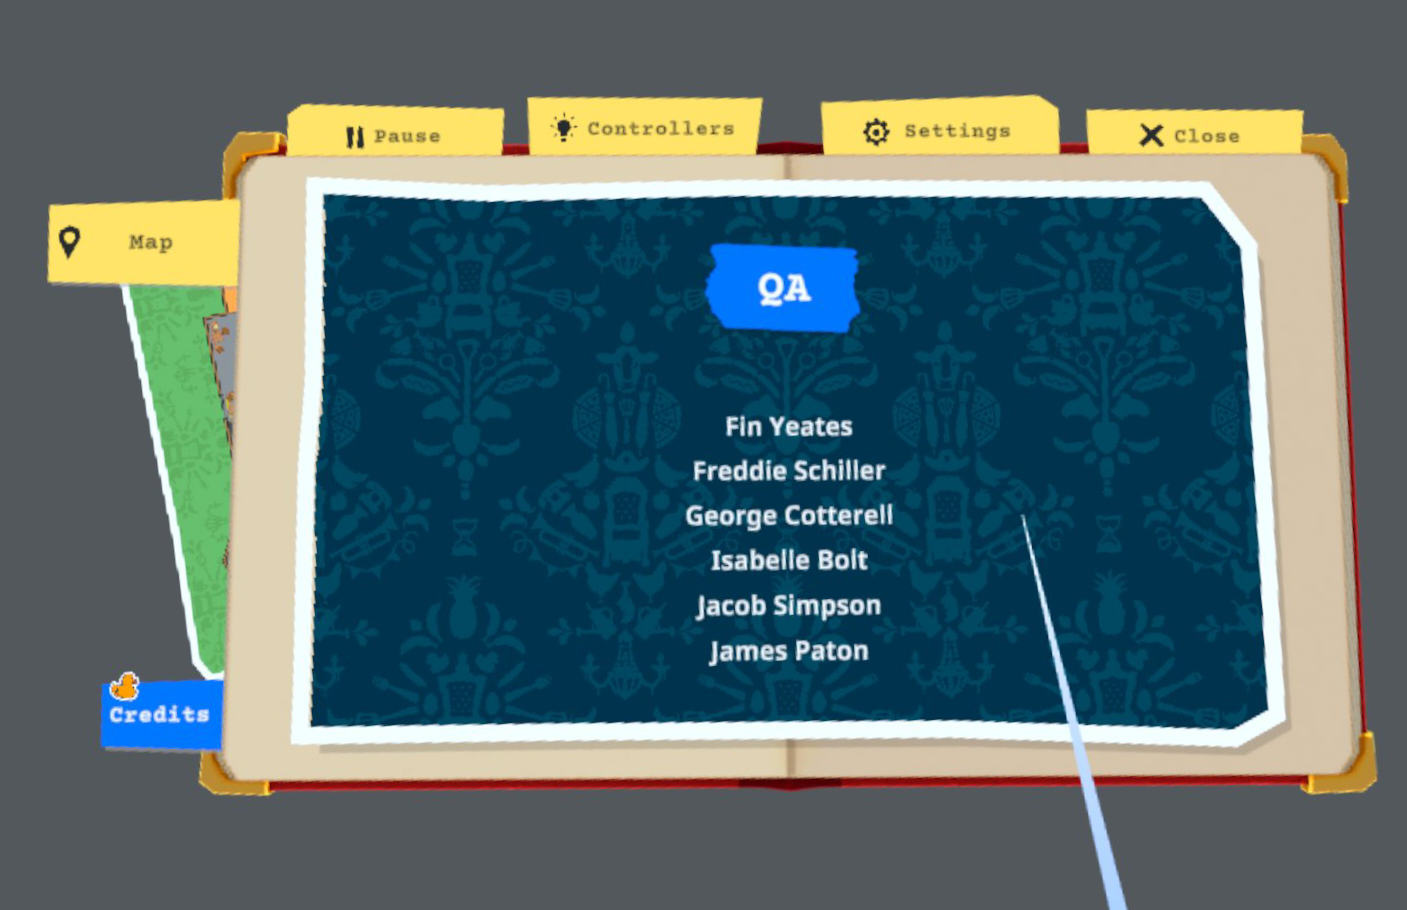 Pause
Controllers
Settings
Close
Map
QA
Fin Yeates
Freddie Schiller
George Cotterell
Isabelle Bolt
Jacob Simpson
James Paton
Credits